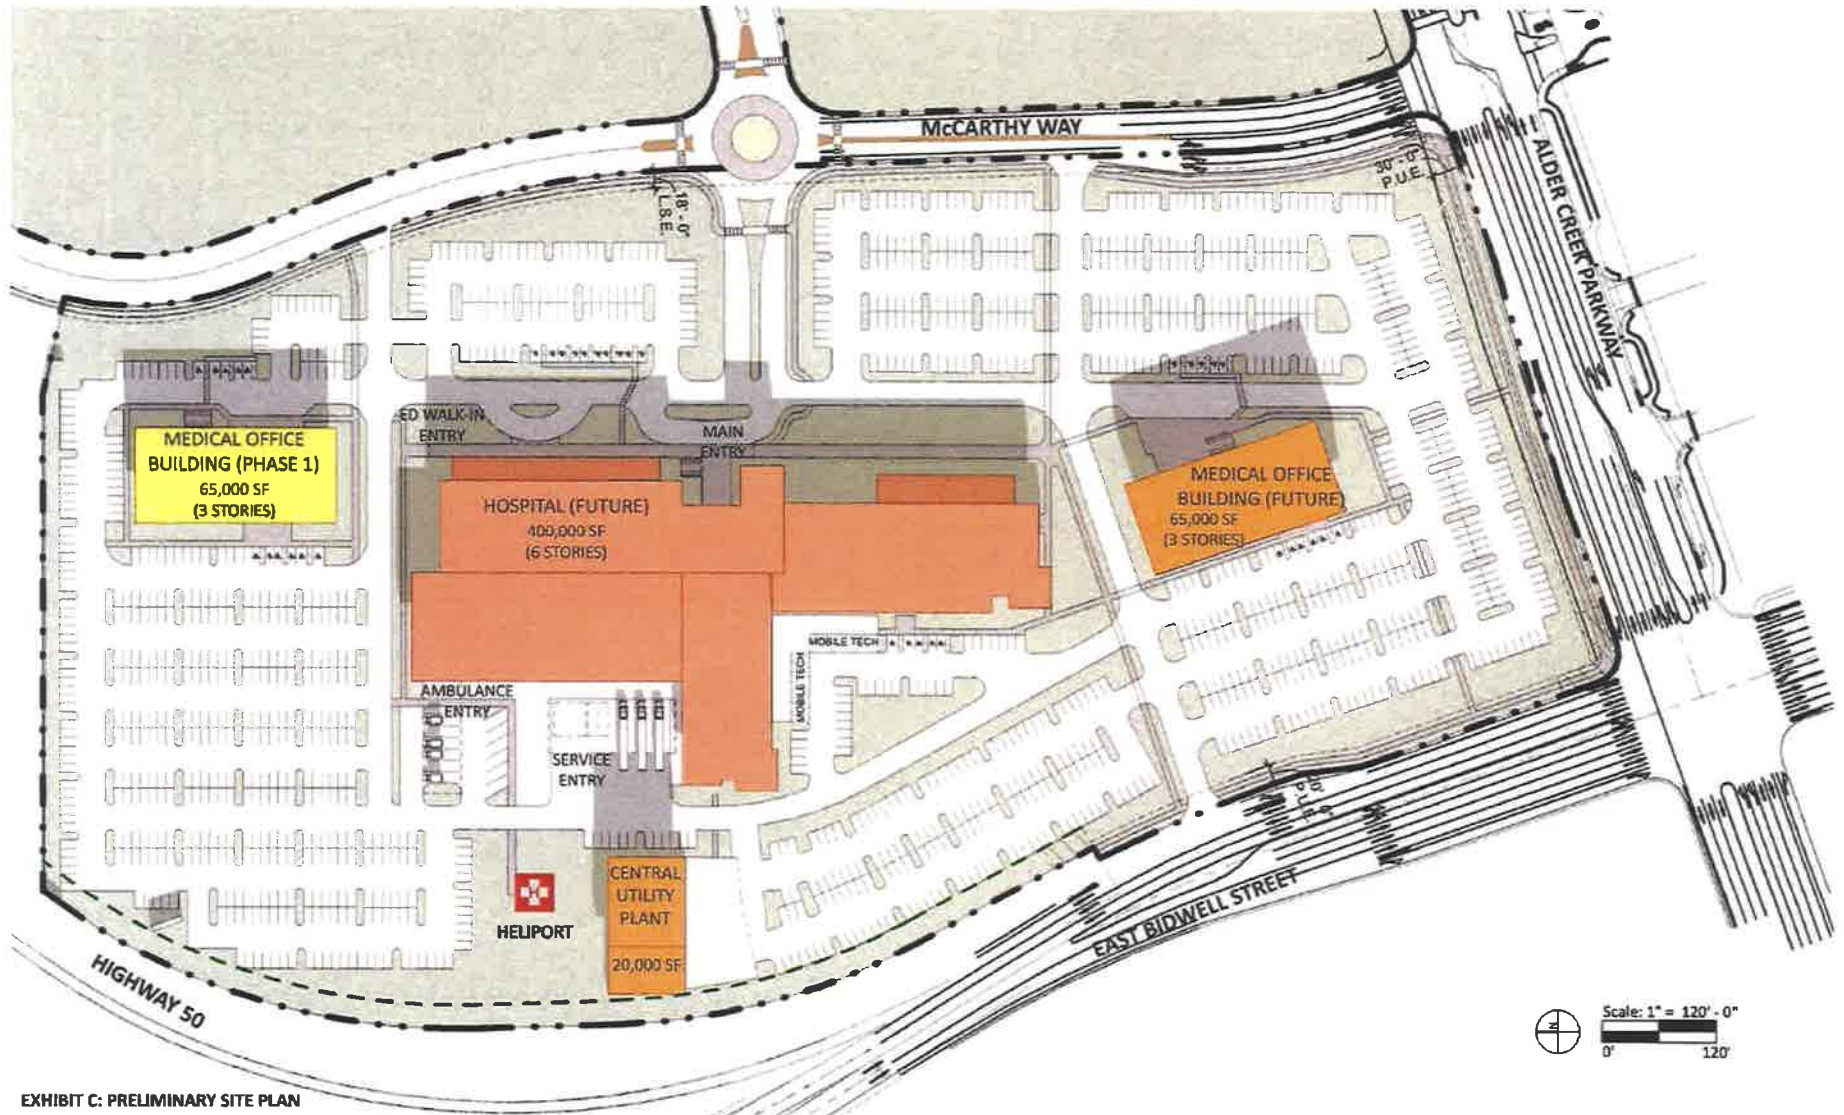 McCARTHY WAY
ALDER CREEK PARKWAY
30' - 0"
P.U.E.
18' - 0"
L.S.E.
ED WALK-IN
ENTRY
MAIN
ENTRY
MEDICAL OFFICE
BUILDING (PHASE 1)
65,000 SF
(3 STORIES)
HOSPITAL (FUTURE)
400,000 SF
(6 STORIES)
MEDICAL OFFICE
BUILDING (FUTURE)
65,000 SF
(3 STORIES)
MOBILE TECH
MOBILE TECH
AMBULANCE
ENTRY
SERVICE
ENTRY
P.U.E.
CENTRAL
UTILITY
PLANT
20,000 SF
HELIPORT
EAST BIDWELL STREET
HIGHWAY 50
N
Scale: 1" = 120' - 0"
0' 120'
EXHIBIT C: PRELIMINARY SITE PLAN